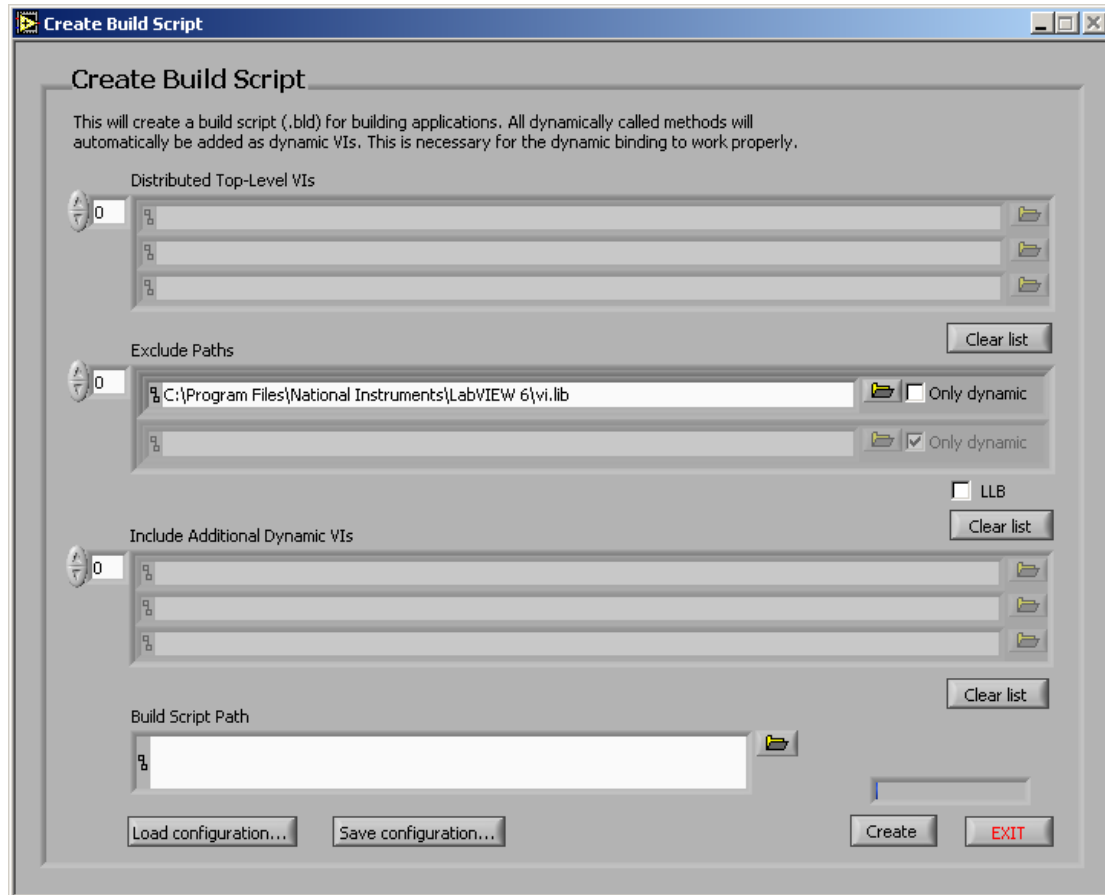 Create Build Script
Create Build Script
This will create a build script (.bld) for building applications. All dynamically called methods will
automatically be added as dynamic VIs. This is necessary for the dynamic binding to work properly.
Distributed Top-Level VIs
0
Clear list
Exclude Paths
0
C:\Program Files\National Instruments\LabVIEW 6\vi.lib
Only dynamic
Only dynamic
LLB
Clear list
Include Additional Dynamic VIs
0
Clear list
Build Script Path
Load configuration...
Save configuration...
Create
EXIT